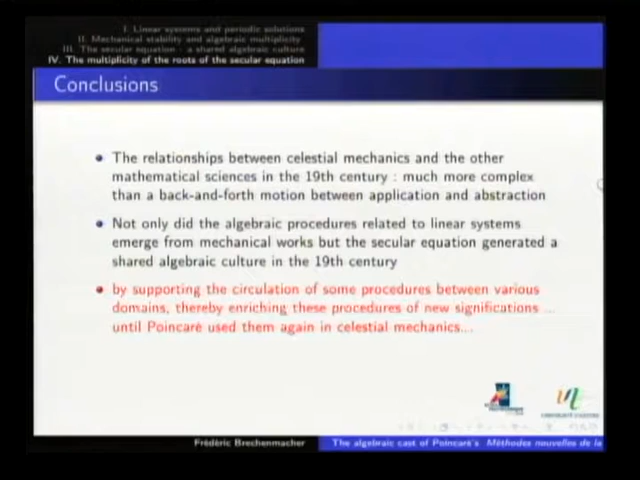 I. Linear systems and periodic solutions
II. Mechanical stability and algebraic multiplicity
III. The secular equation : a shared algebraic culture
IV. The multiplicity of the roots of the secular equation
Conclusions
The relationships between celestial mechanics and the other
mathematical sciences in the 19th century : much more complex
than a back-and-forth motion between application and abstraction
Not only did the algebraic procedures related to linear systems
emerge from mechanical works but the secular equation generated a
shared algebraic culture in the 19th century
by supporting the circulation of some procedures between various
domains, thereby enriching these procedures of new significations ...
until Poincaré used them again in celestial mechanics...
Frédéric Brechenmacher
The algebraic cast of Poincaré's Méthodes nouvelles de la